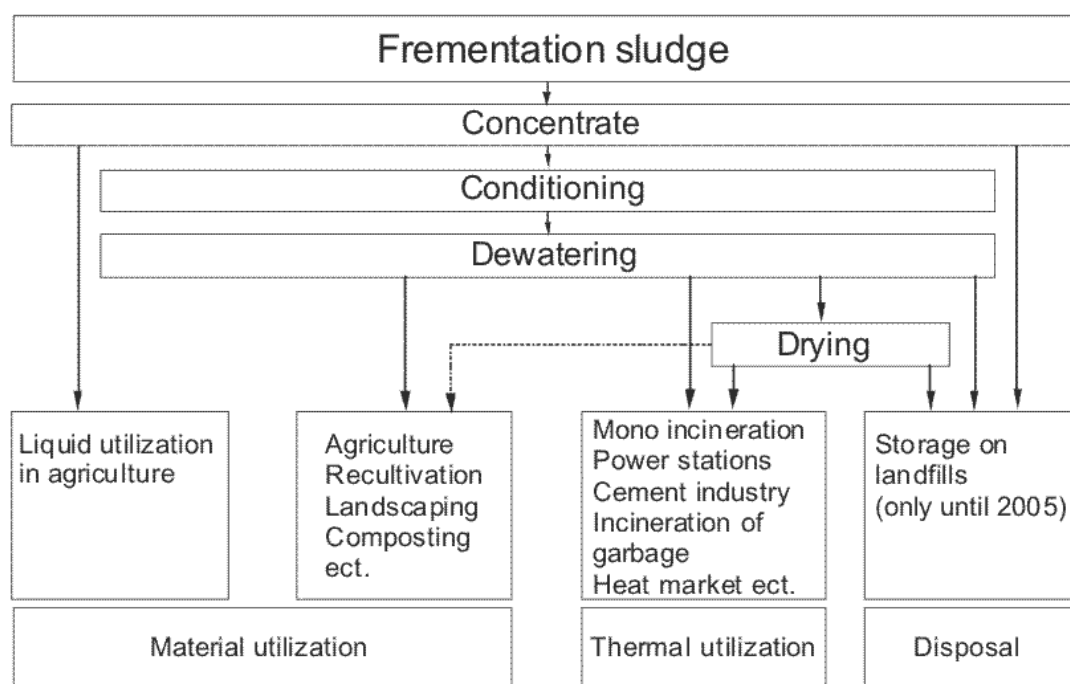 Frementation sludge
Concentrate
Conditioning
Dewatering
Drying
Liquid utilization
in agriculture
Agriculture
Recultivation
Landscaping
Composting
ect.
Mono incineration
Power stations
Cement industry
Incineration of
garbage
Heat market ect.
Storage on
landfills
(only until 2005)
Material utilization
Thermal utilization
Disposal